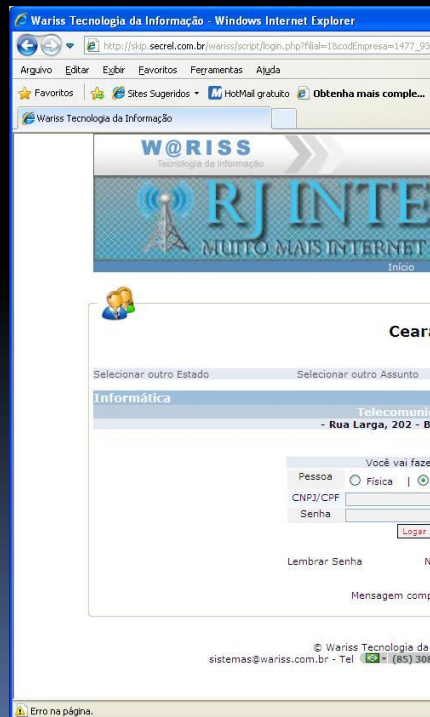 Wariss Tecnologia da Informação - Windows Internet Explorer
http://skip.secrel.com.br/wariss/script/login.php?filial=1&codEmpresa=1477_93
Arquivo Editar Exibir Favoritos Ferramentas Ajuda
Favoritos Sites Sugeridos HotMail gratuito Obtenha mais comple...
Wariss Tecnologia da Informação
W@RISS
Tecnologia da Informação
RJ INTE
MUITO MAIS INTERNET
Início
Ceará
Selecionar outro Estado Selecionar outro Assunto
Informática
Telecomuni
- Rua Larga, 202 - B
Você vai faze
Pessoa Física |
CNPJ/CPF
Senha
Logar
Lembrar Senha N
Mensagem comp
© Wariss Tecnologia da
sistemas@wariss.com.br - Tel (85) 308
Erro na página.